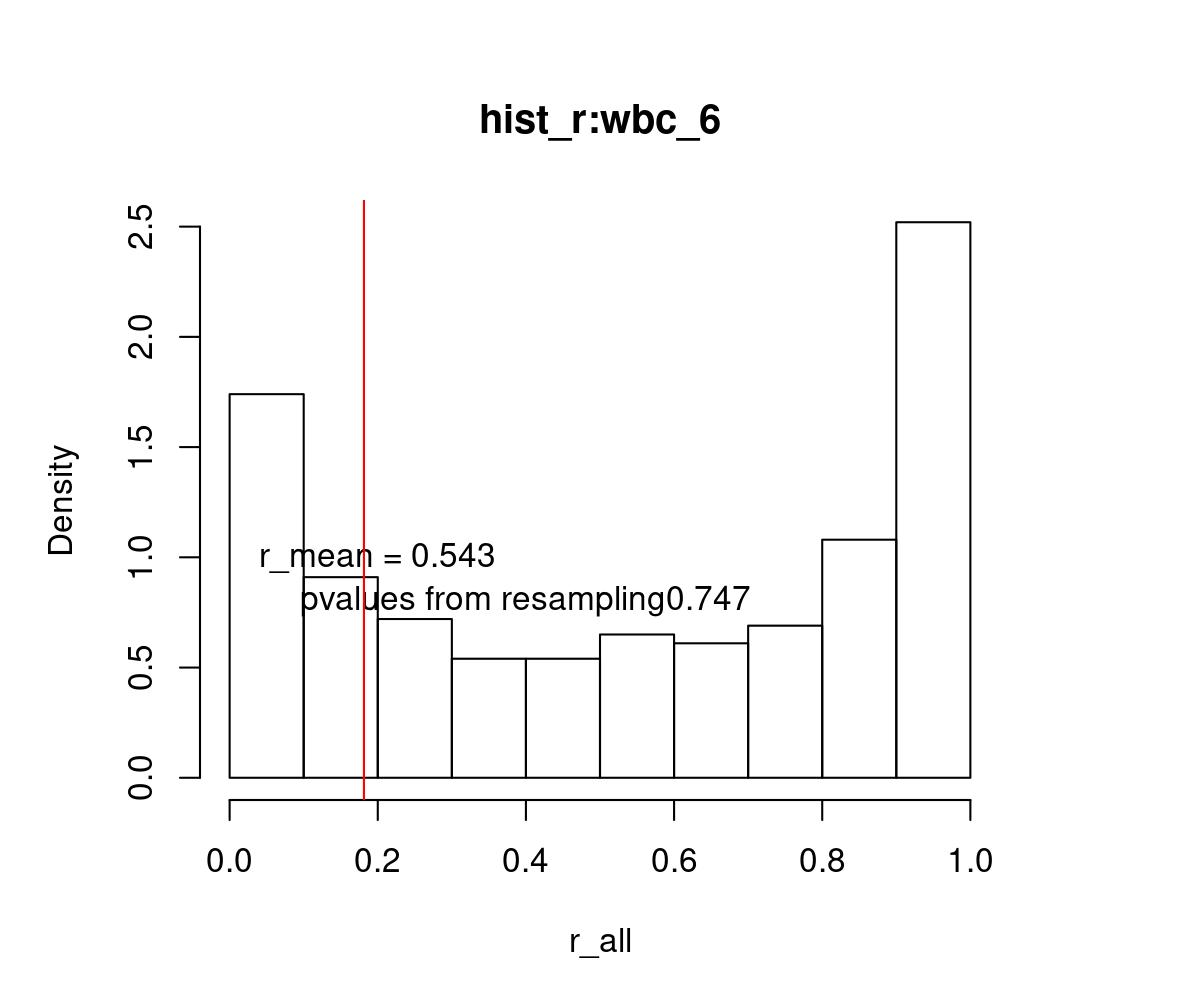 hist_r:wbc_6
Density
2.5
2.0
1.5
1.0
0.5
0.0
r_mean = 0.543
pvalues from resampling0.747
0.0 0.2 0.4 0.6 0.8 1.0
r_all